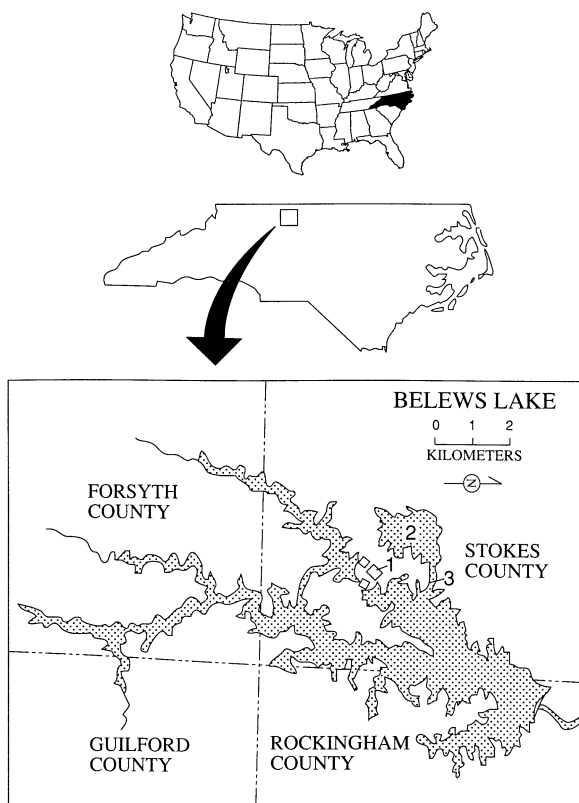 BELEWS LAKE
0 1 2
KILOMETERS
N
FORSYTH
COUNTY
2
1
STOKES
COUNTY
3
GUILFORD
COUNTY
ROCKINGHAM
COUNTY